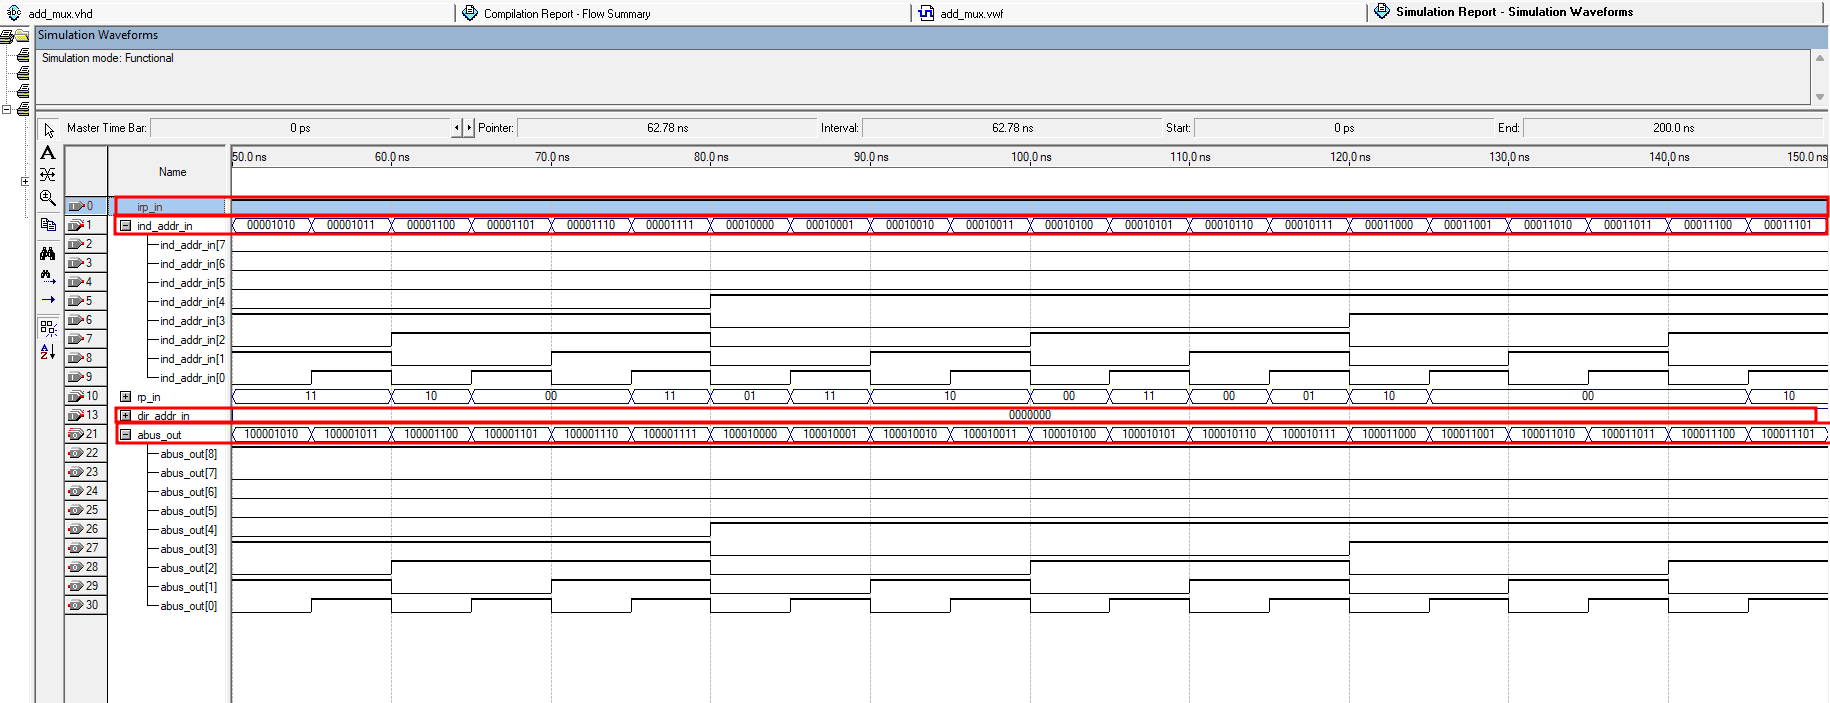 add_mux.vhd
Compilation Report - Flow Summary
add_mux.vwf
Simulation Report - Simulation Waveforms
Simulation Waveforms
Simulation mode: Functional
Master Time Bar: 0 ps Pointer: 62.78 ns Interval: 62.78 ns Start: 0 ps End: 200.0 ns
Name
50.0 ns 60.0 ns 70.0 ns 80.0 ns 90.0 ns 100.0 ns 110.0 ns 120.0 ns 130.0 ns 140.0 ns 150.0 ns
0 irp_in
1 ind_addr_in 00001010 00001011 00001100 00001101 00001110 00001111 00010000 00010001 00010010 00010011 00010100 00010101 00010110 00010111 00011000 00011001 00011010 00011011 00011100 00011101
2 ind_addr_in[7
3 ind_addr_in[6
4 ind_addr_in[5
5 ind_addr_in[4
6 ind_addr_in[3
7 ind_addr_in[2
8 ind_addr_in[1
9 ind_addr_in[0
10 rp_in 11 10 00 11 01 11 10 00 11 00 01 10 00 10
13 dir_addr_in 0000000
21 abus_out 100001010 100001011 100001100 100001101 100001110 100001111 100010000 100010001 100010010 100010011 100010100 100010101 100010110 100010111 100011000 100011001 100011010 100011011 100011100 100011101
22 abus_out[8]
23 abus_out[7]
24 abus_out[6]
25 abus_out[5]
26 abus_out[4]
27 abus_out[3]
28 abus_out[2]
29 abus_out[1]
30 abus_out[0]